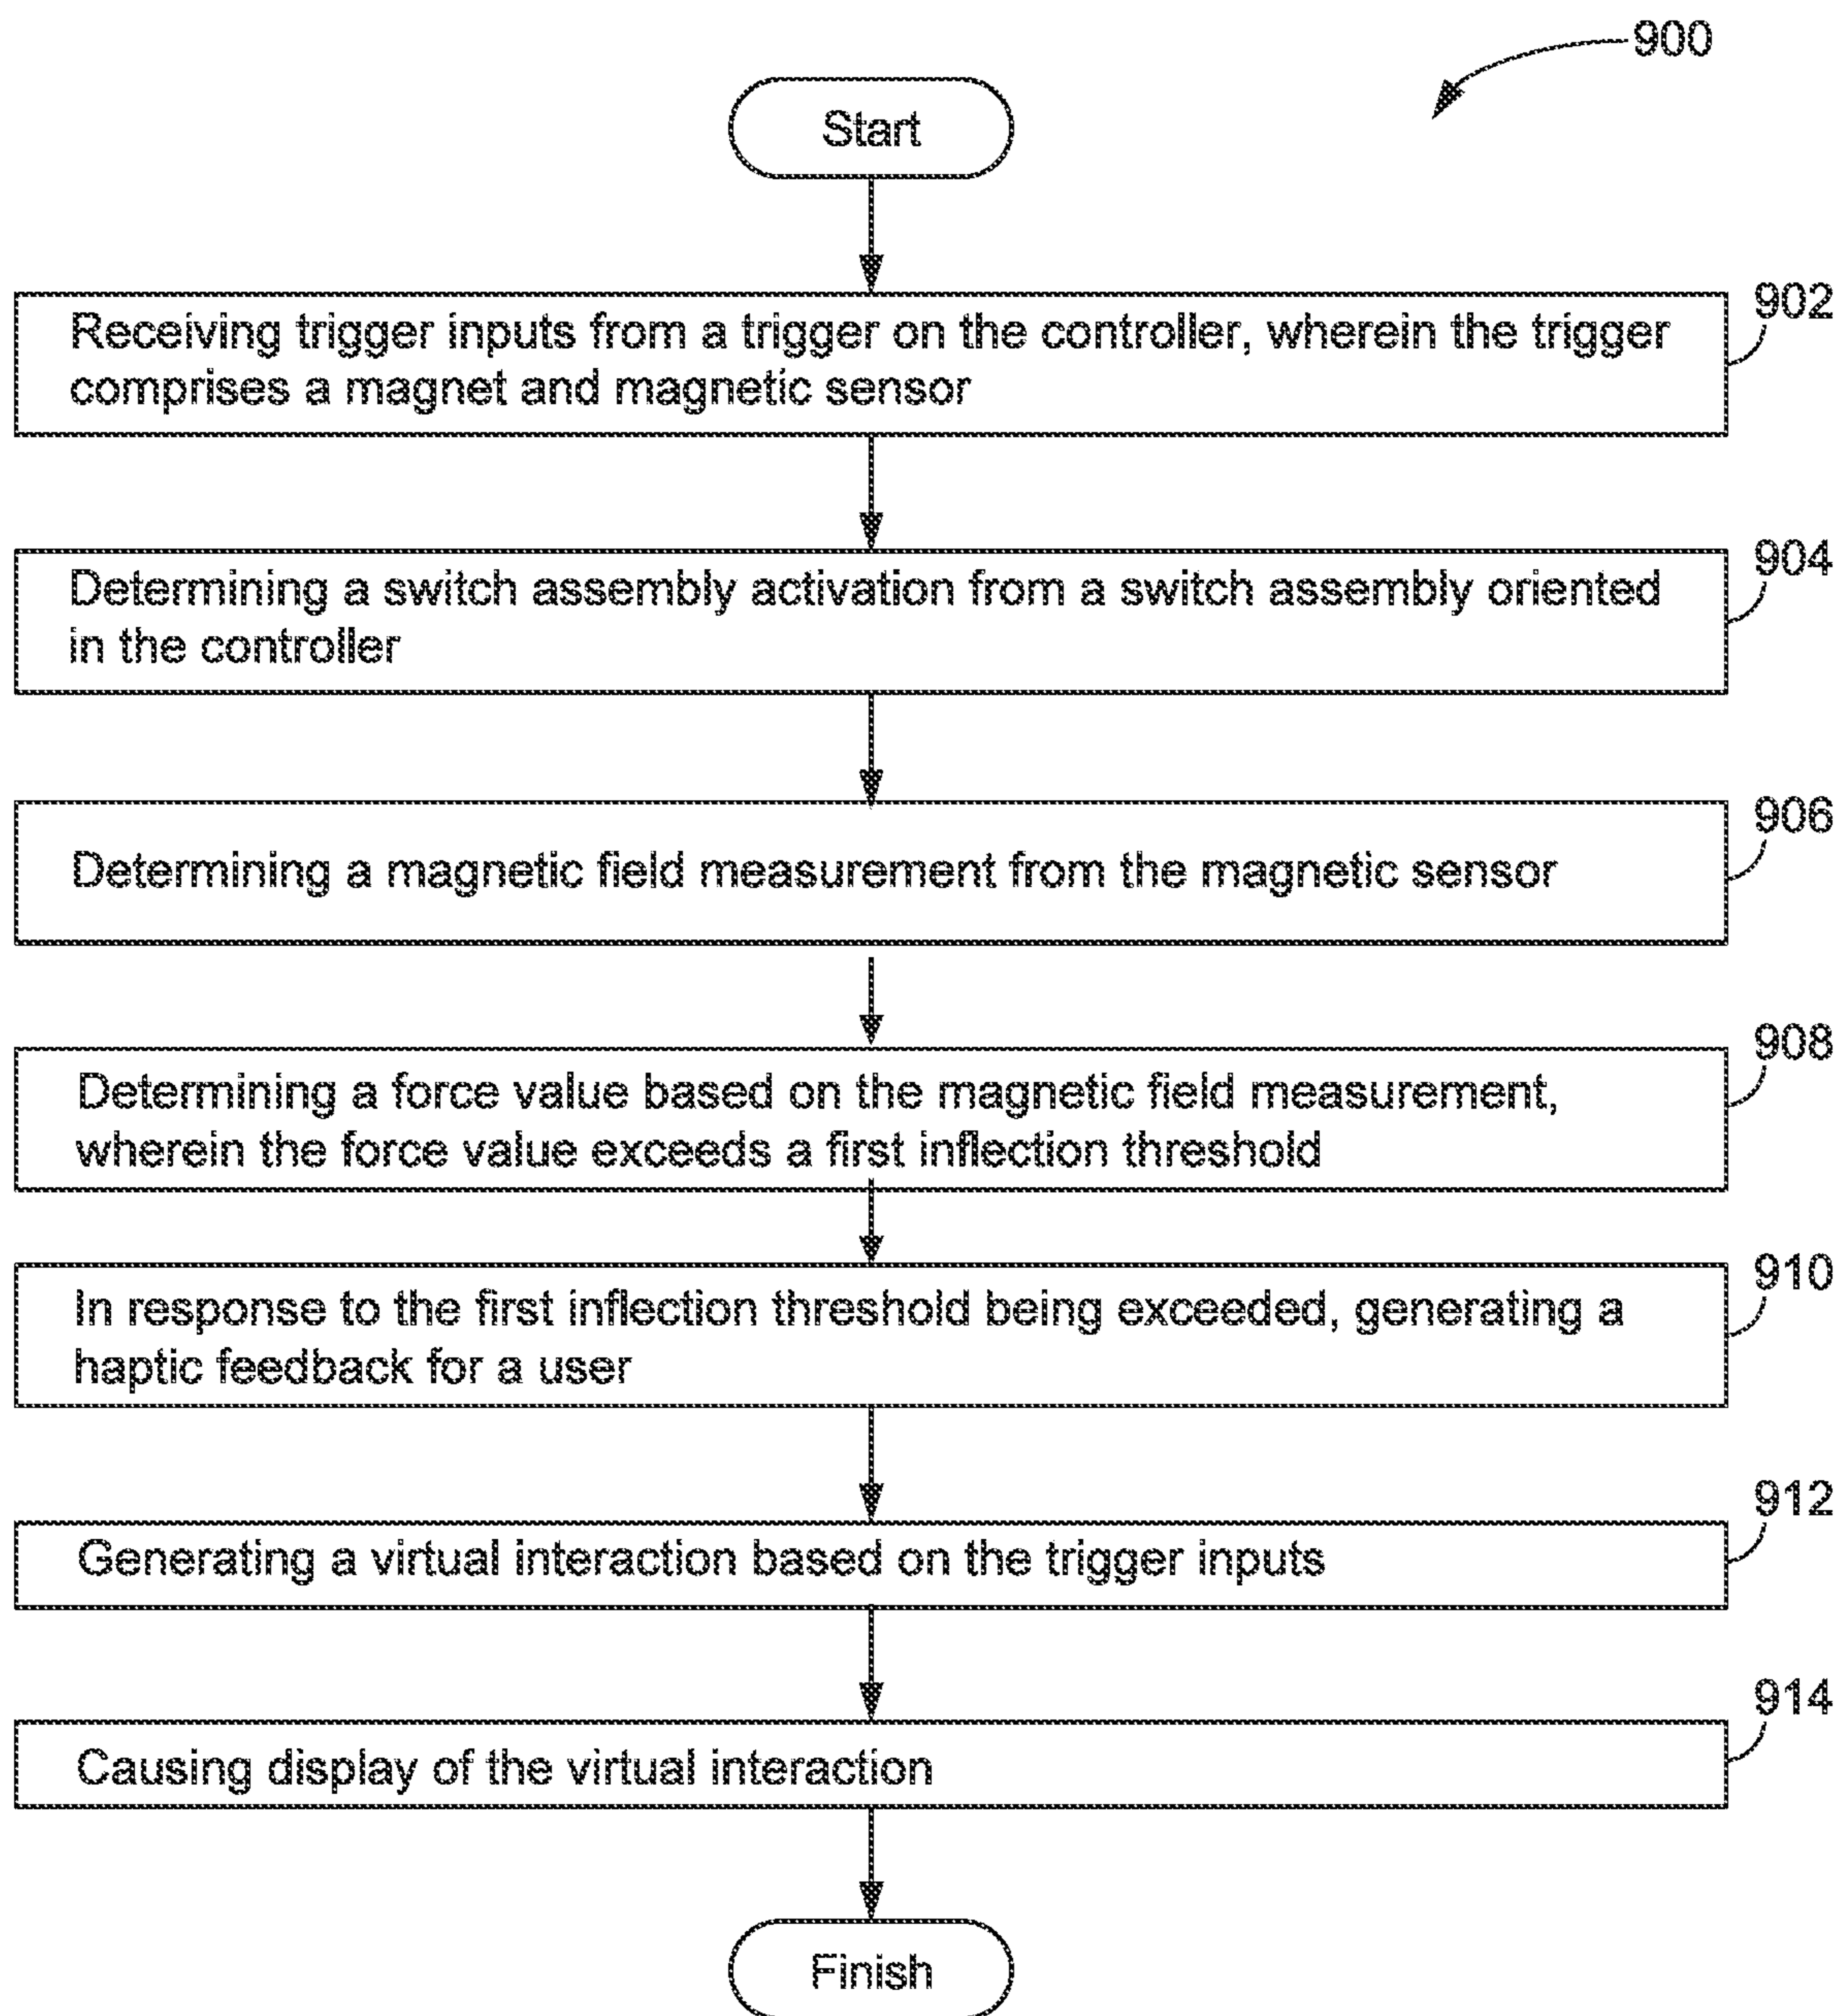 900
Start
902
Receiving trigger inputs from a trigger on the controller, wherein the trigger
comprises a magnet and magnetic sensor
904
Determining a switch assembly activation from a switch assembly oriented
in the controller
906
Determining a magnetic field measurement from the magnetic sensor
908
Determining a force value based on the magnetic field measurement,
wherein the force value exceeds a first inflection threshold
910
In response to the first inflection threshold being exceeded, generating a
haptic feedback for a user
912
Generating a virtual interaction based on the trigger inputs
914
Causing display of the virtual interaction
Finish